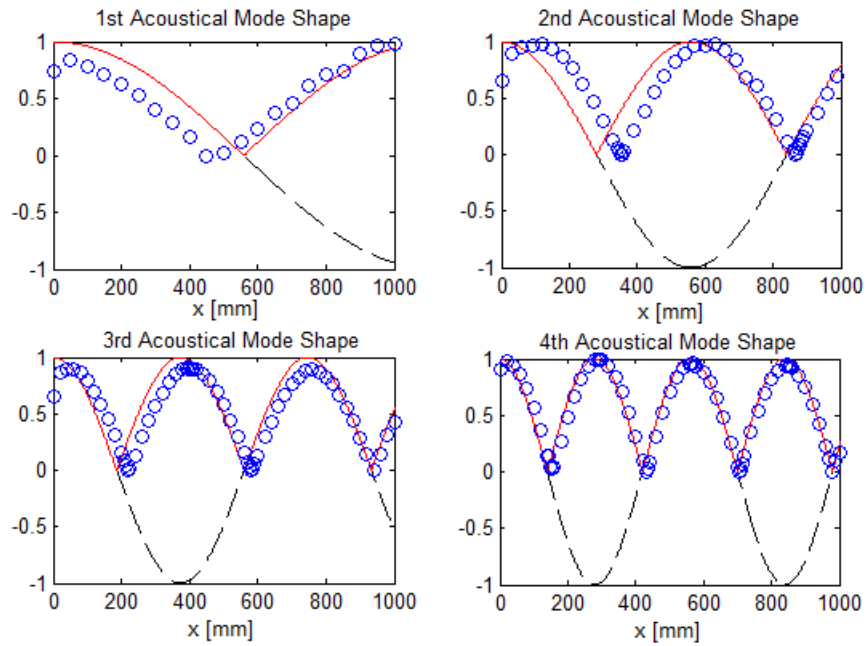 1st Acoustical Mode Shape
1
0.5
0
-0.5
-1
0 200 400 600 800 1000
x [mm]
2nd Acoustical Mode Shape
1
0.5
0
-0.5
-1
0 200 400 600 800 1000
x [mm]
3rd Acoustical Mode Shape
1
0.5
0
-0.5
-1
0 200 400 600 800 1000
x [mm]
4th Acoustical Mode Shape
1
0.5
0
-0.5
-1
0 200 400 600 800 1000
x [mm]